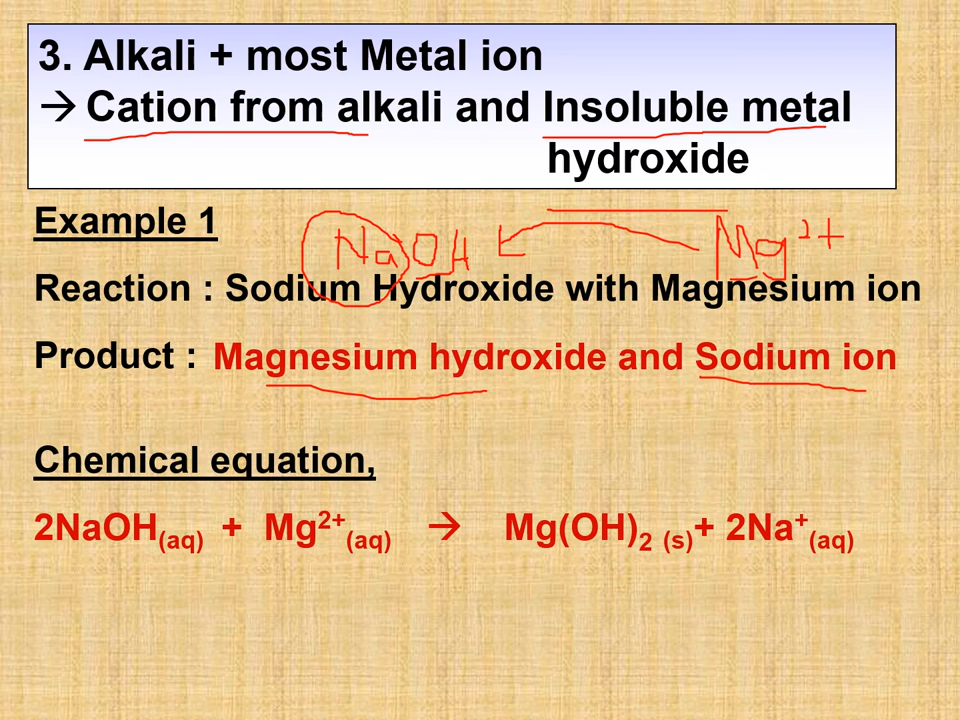 3. Alkali + most Metal ion
→ Cation from alkali and Insoluble metal
hydroxide
Example 1
NaOH Mg²⁺
Reaction : Sodium Hydroxide with Magnesium ion
Product : Magnesium hydroxide and Sodium ion
Chemical equation,
2NaOH(aq) + Mg²⁺(aq) → Mg(OH)₂ (s)+ 2Na⁺(aq)